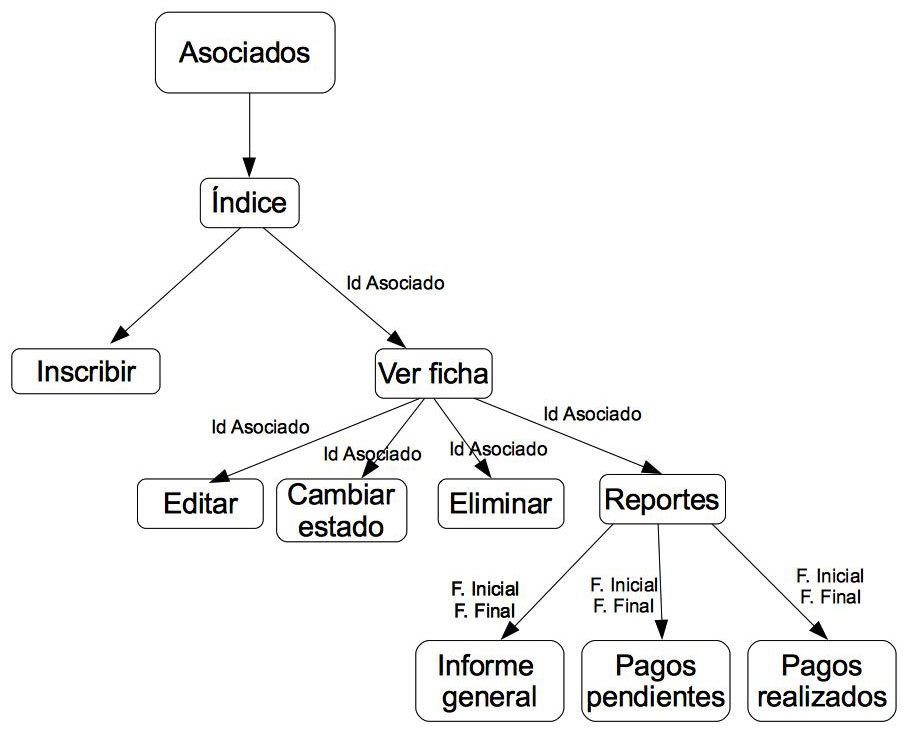 Asociados
Índice
Id Asociado
Inscribir
Ver ficha
Id Asociado
Id Asociado
Id Asociado
Id Asociado
Editar
Cambiar
estado
Eliminar
Reportes
F. Inicial
F. Final
F. Inicial
F. Final
F. Inicial
F. Final
Informe
general
Pagos
pendientes
Pagos
realizados